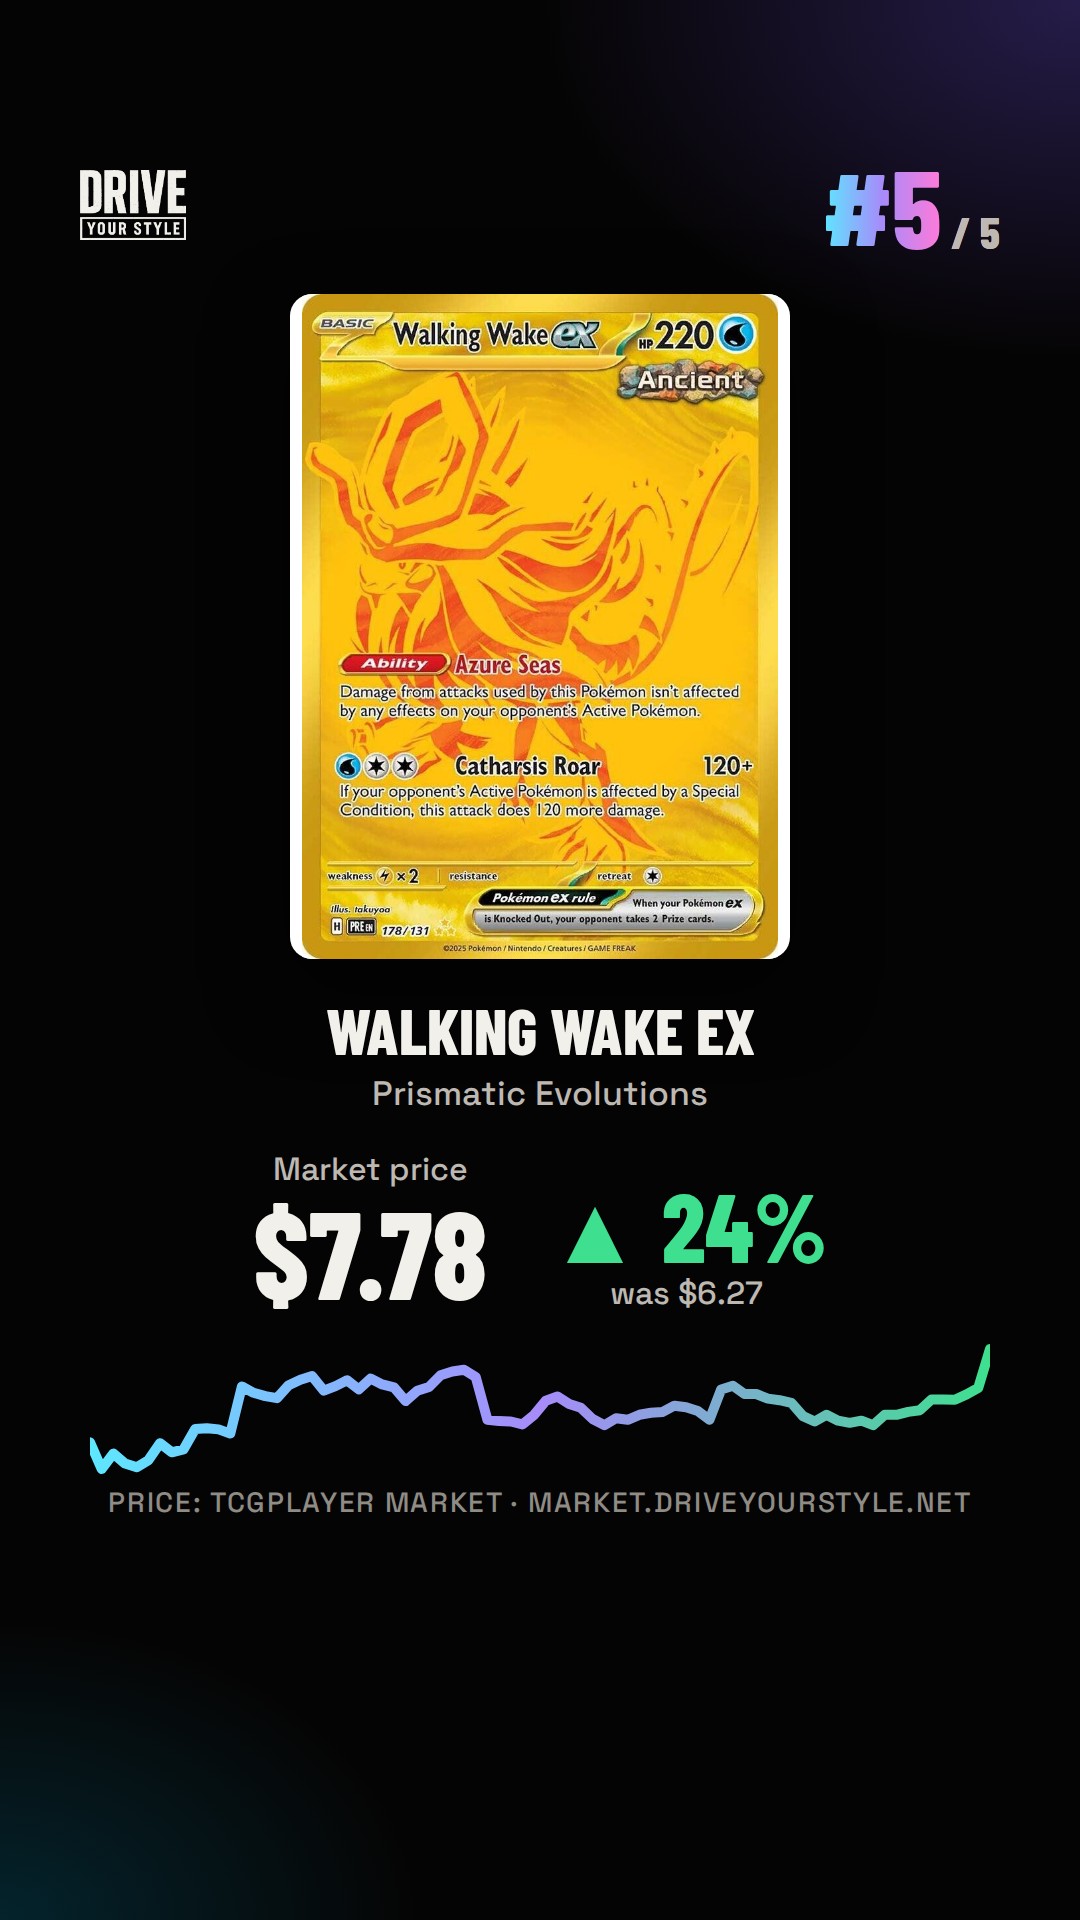 DRIVE
YOUR STYLE
#5 / 5
BASIC Walking Wake ex HP 220
Ancient
Ability Azure Seas
Damage from attacks used by this Pokémon isn't affected
by any effects on your opponent's Active Pokémon.
Catharsis Roar 120+
If your opponent's Active Pokémon is affected by a Special
Condition, this attack does 120 more damage.
weakness ×2 resistance retreat
Pokémon ex rule When your Pokémon ex
is Knocked Out, your opponent takes 2 Prize cards.
Illus. takuyoa
H PRE EN 178/131
©2025 Pokémon / Nintendo / Creatures / GAME FREAK
WALKING WAKE EX
Prismatic Evolutions
Market price
$7.78
▲ 24%
was $6.27
PRICE: TCGPLAYER MARKET · MARKET.DRIVEYOURSTYLE.NET